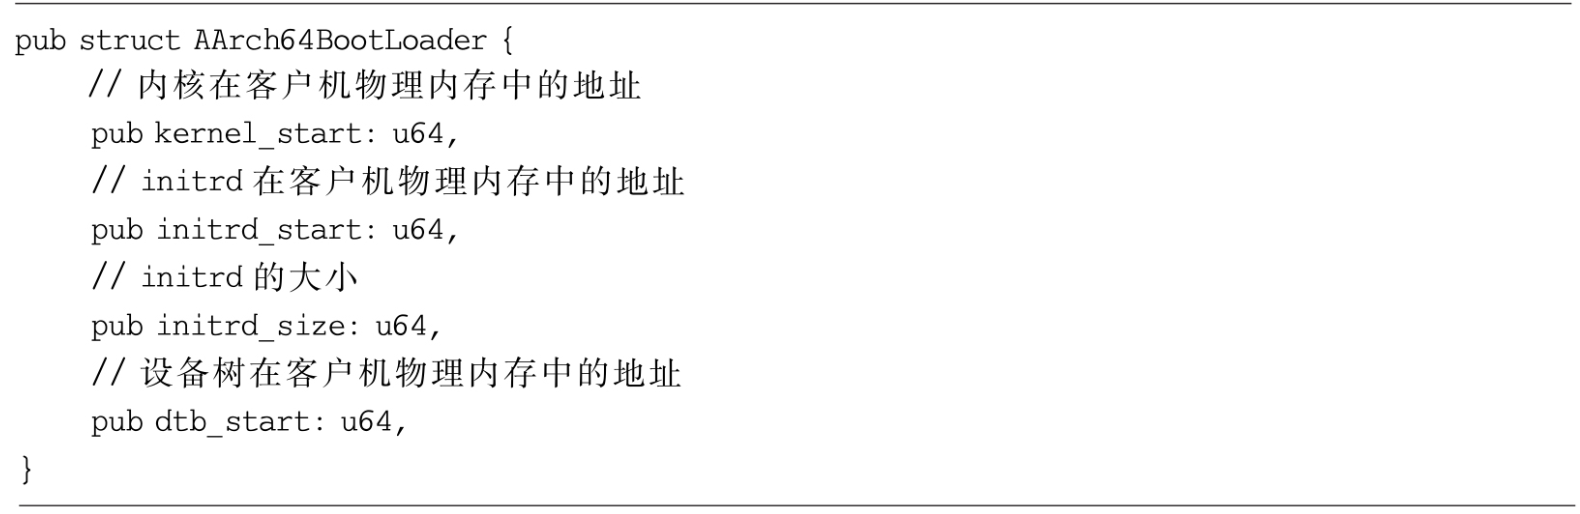 pub struct AArch64BootLoader {
// 内核在客户机物理内存中的地址
pub kernel_start: u64,
// initrd 在客户机物理内存中的地址
pub initrd_start: u64,
// initrd 的大小
pub initrd_size: u64,
// 设备树在客户机物理内存中的地址
pub dtb_start: u64,
}